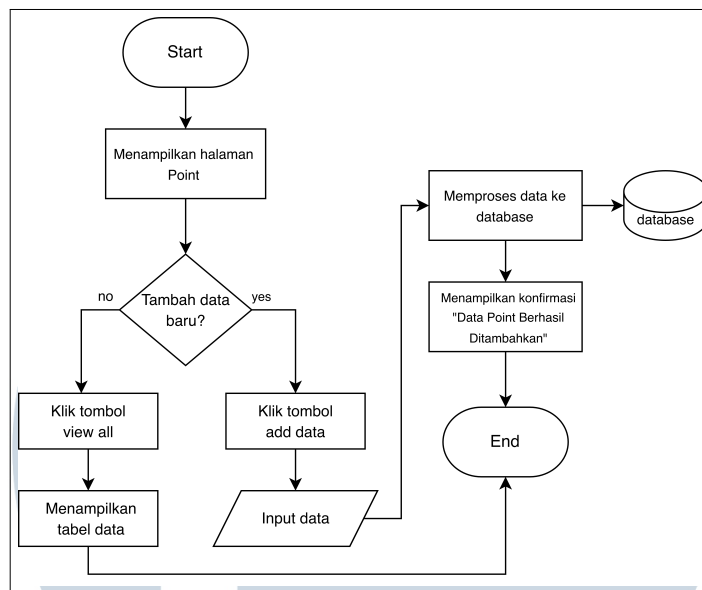 Start
Menampilkan halaman
Point
Tambah data
baru?
no
yes
Klik tombol
view all
Menampilkan
tabel data
Klik tombol
add data
Input data
Memproses data ke
database
database
Menampilkan konfirmasi
"Data Point Berhasil
Ditambahkan"
End